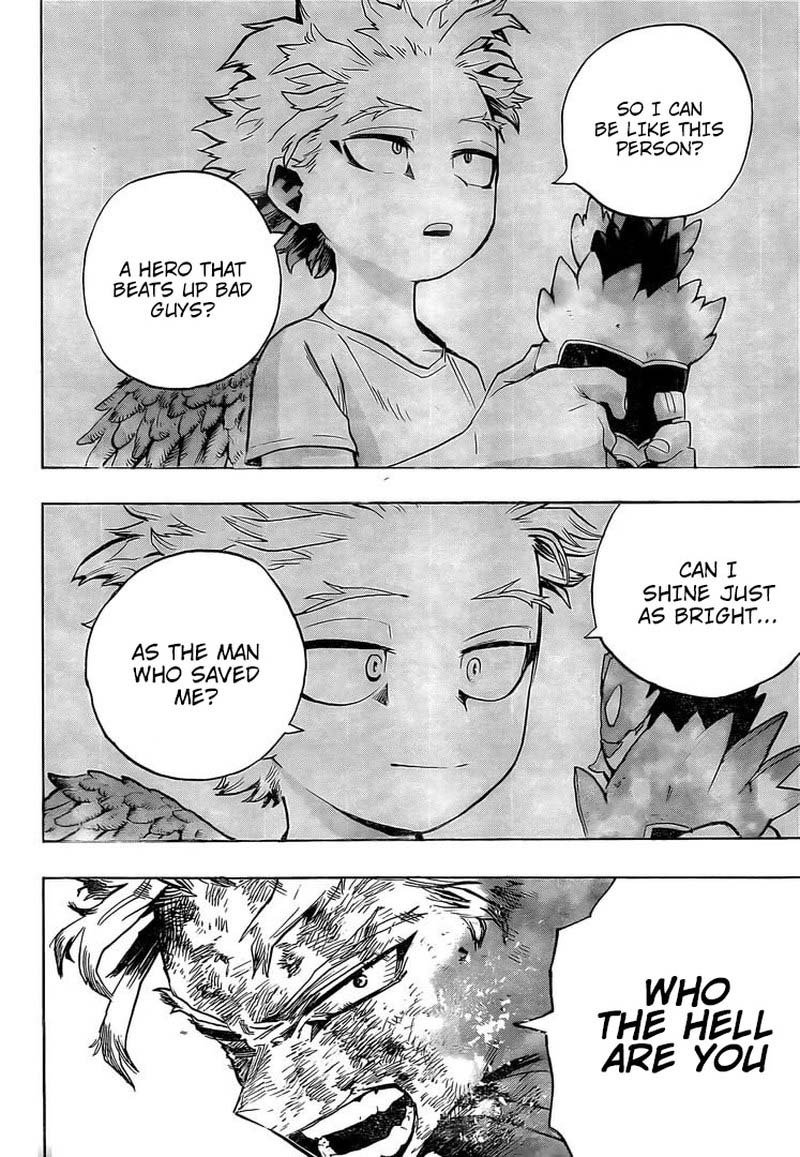 SO I CAN
BE LIKE THIS
PERSON?
A HERO THAT
BEATS UP BAD
GUYS?
CAN I
SHINE JUST
AS BRIGHT...
AS THE MAN
WHO SAVED
ME?
WHO
THE HELL
ARE YOU